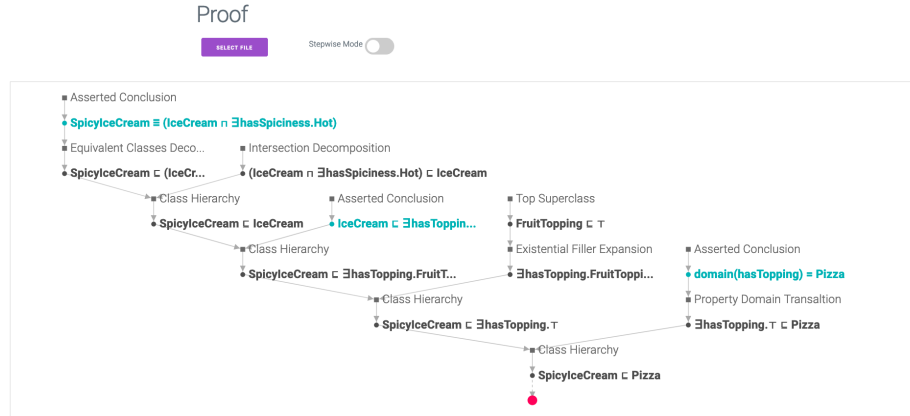 Proof
SELECT FILE
Stepwise Mode
Asserted Conclusion
SpicyIceCream ≡ (IceCream ⊓ ∃hasSpiciness.Hot)
Equivalent Classes Deco... Intersection Decomposition
SpicyIceCream ⊏ (IceCr... (IceCream ⊓ ∃hasSpiciness.Hot) ⊏ IceCream
Class Hierarchy Asserted Conclusion Top Superclass
SpicyIceCream ⊏ IceCream IceCream ⊏ ∃hasToppin... FruitTopping ⊏ ⊤
Class Hierarchy Existential Filler Expansion Asserted Conclusion
SpicyIceCream ⊏ ∃hasTopping.FruitT... ∃hasTopping.FruitToppi... domain(hasTopping) = Pizza
Class Hierarchy Property Domain Transaltion
SpicyIceCream ⊏ ∃hasTopping.⊤ ∃hasTopping.⊤ ⊏ Pizza
Class Hierarchy
SpicyIceCream ⊏ Pizza